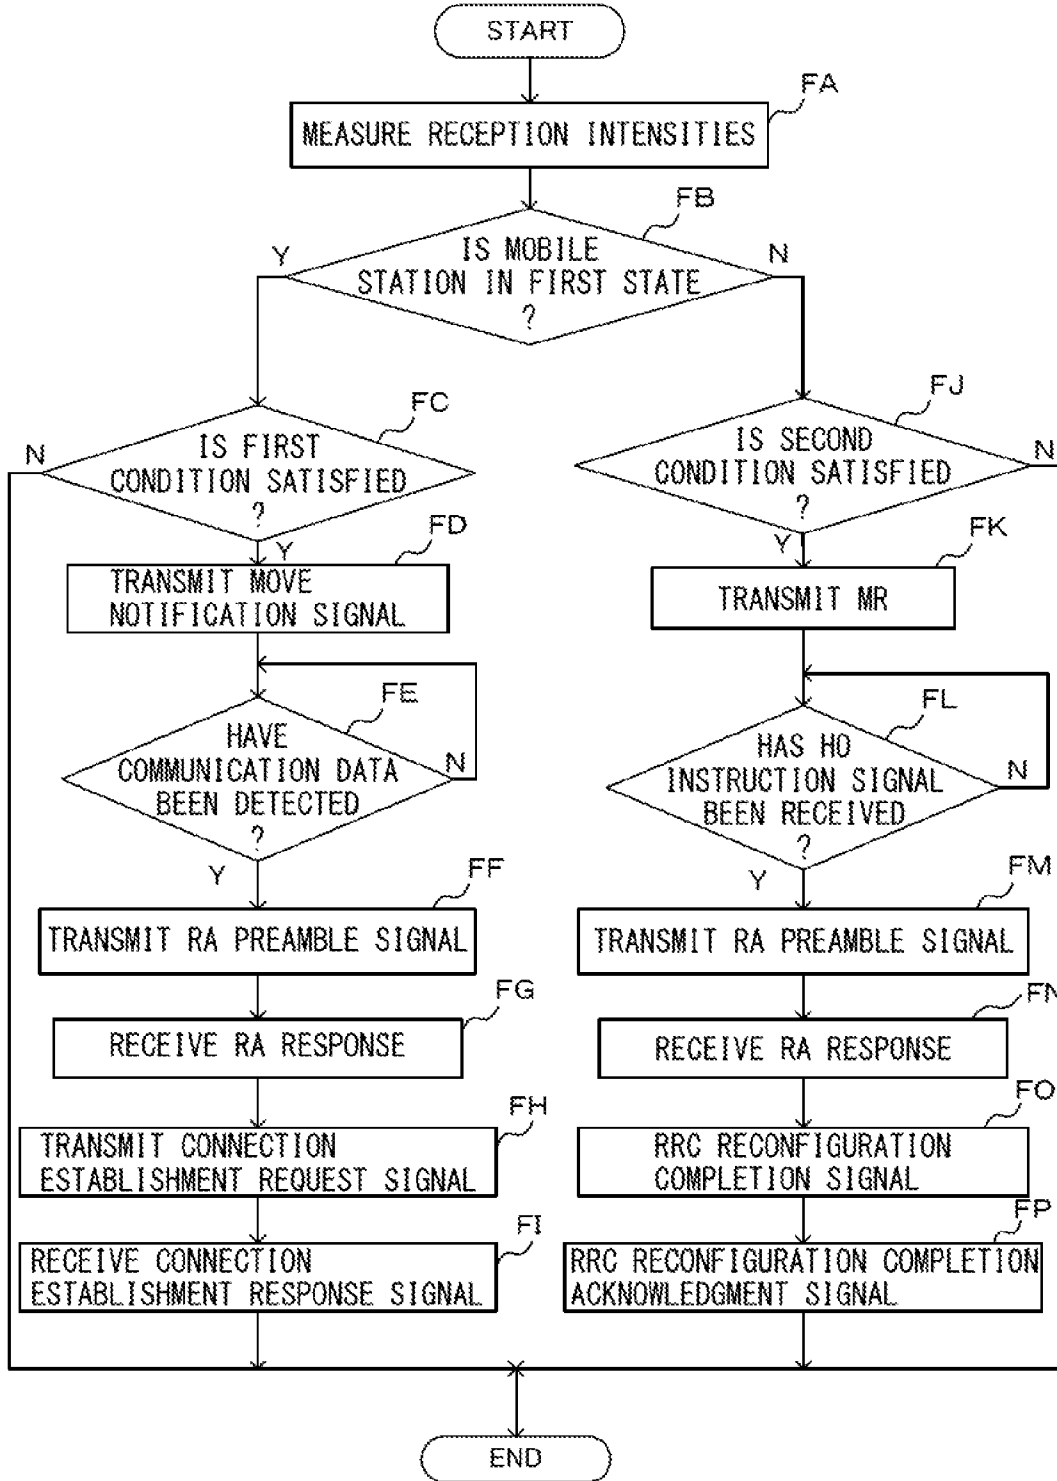 START
FA
MEASURE RECEPTION INTENSITIES
FB
Y
IS MOBILE
STATION IN FIRST STATE
?
N
FC
N
IS FIRST
CONDITION SATISFIED
?
Y
FD
TRANSMIT MOVE
NOTIFICATION SIGNAL
FE
HAVE
COMMUNICATION DATA
BEEN DETECTED
?
N
Y
FF
TRANSMIT RA PREAMBLE SIGNAL
FG
RECEIVE RA RESPONSE
FH
TRANSMIT CONNECTION
ESTABLISHMENT REQUEST SIGNAL
FI
RECEIVE CONNECTION
ESTABLISHMENT RESPONSE SIGNAL
FJ
IS SECOND
CONDITION SATISFIED
?
N
Y
FK
TRANSMIT MR
FL
HAS HO
INSTRUCTION SIGNAL
BEEN RECEIVED
?
N
Y
FM
TRANSMIT RA PREAMBLE SIGNAL
FN
RECEIVE RA RESPONSE
FO
RRC RECONFIGURATION
COMPLETION SIGNAL
FP
RRC RECONFIGURATION COMPLETION
ACKNOWLEDGMENT SIGNAL
END